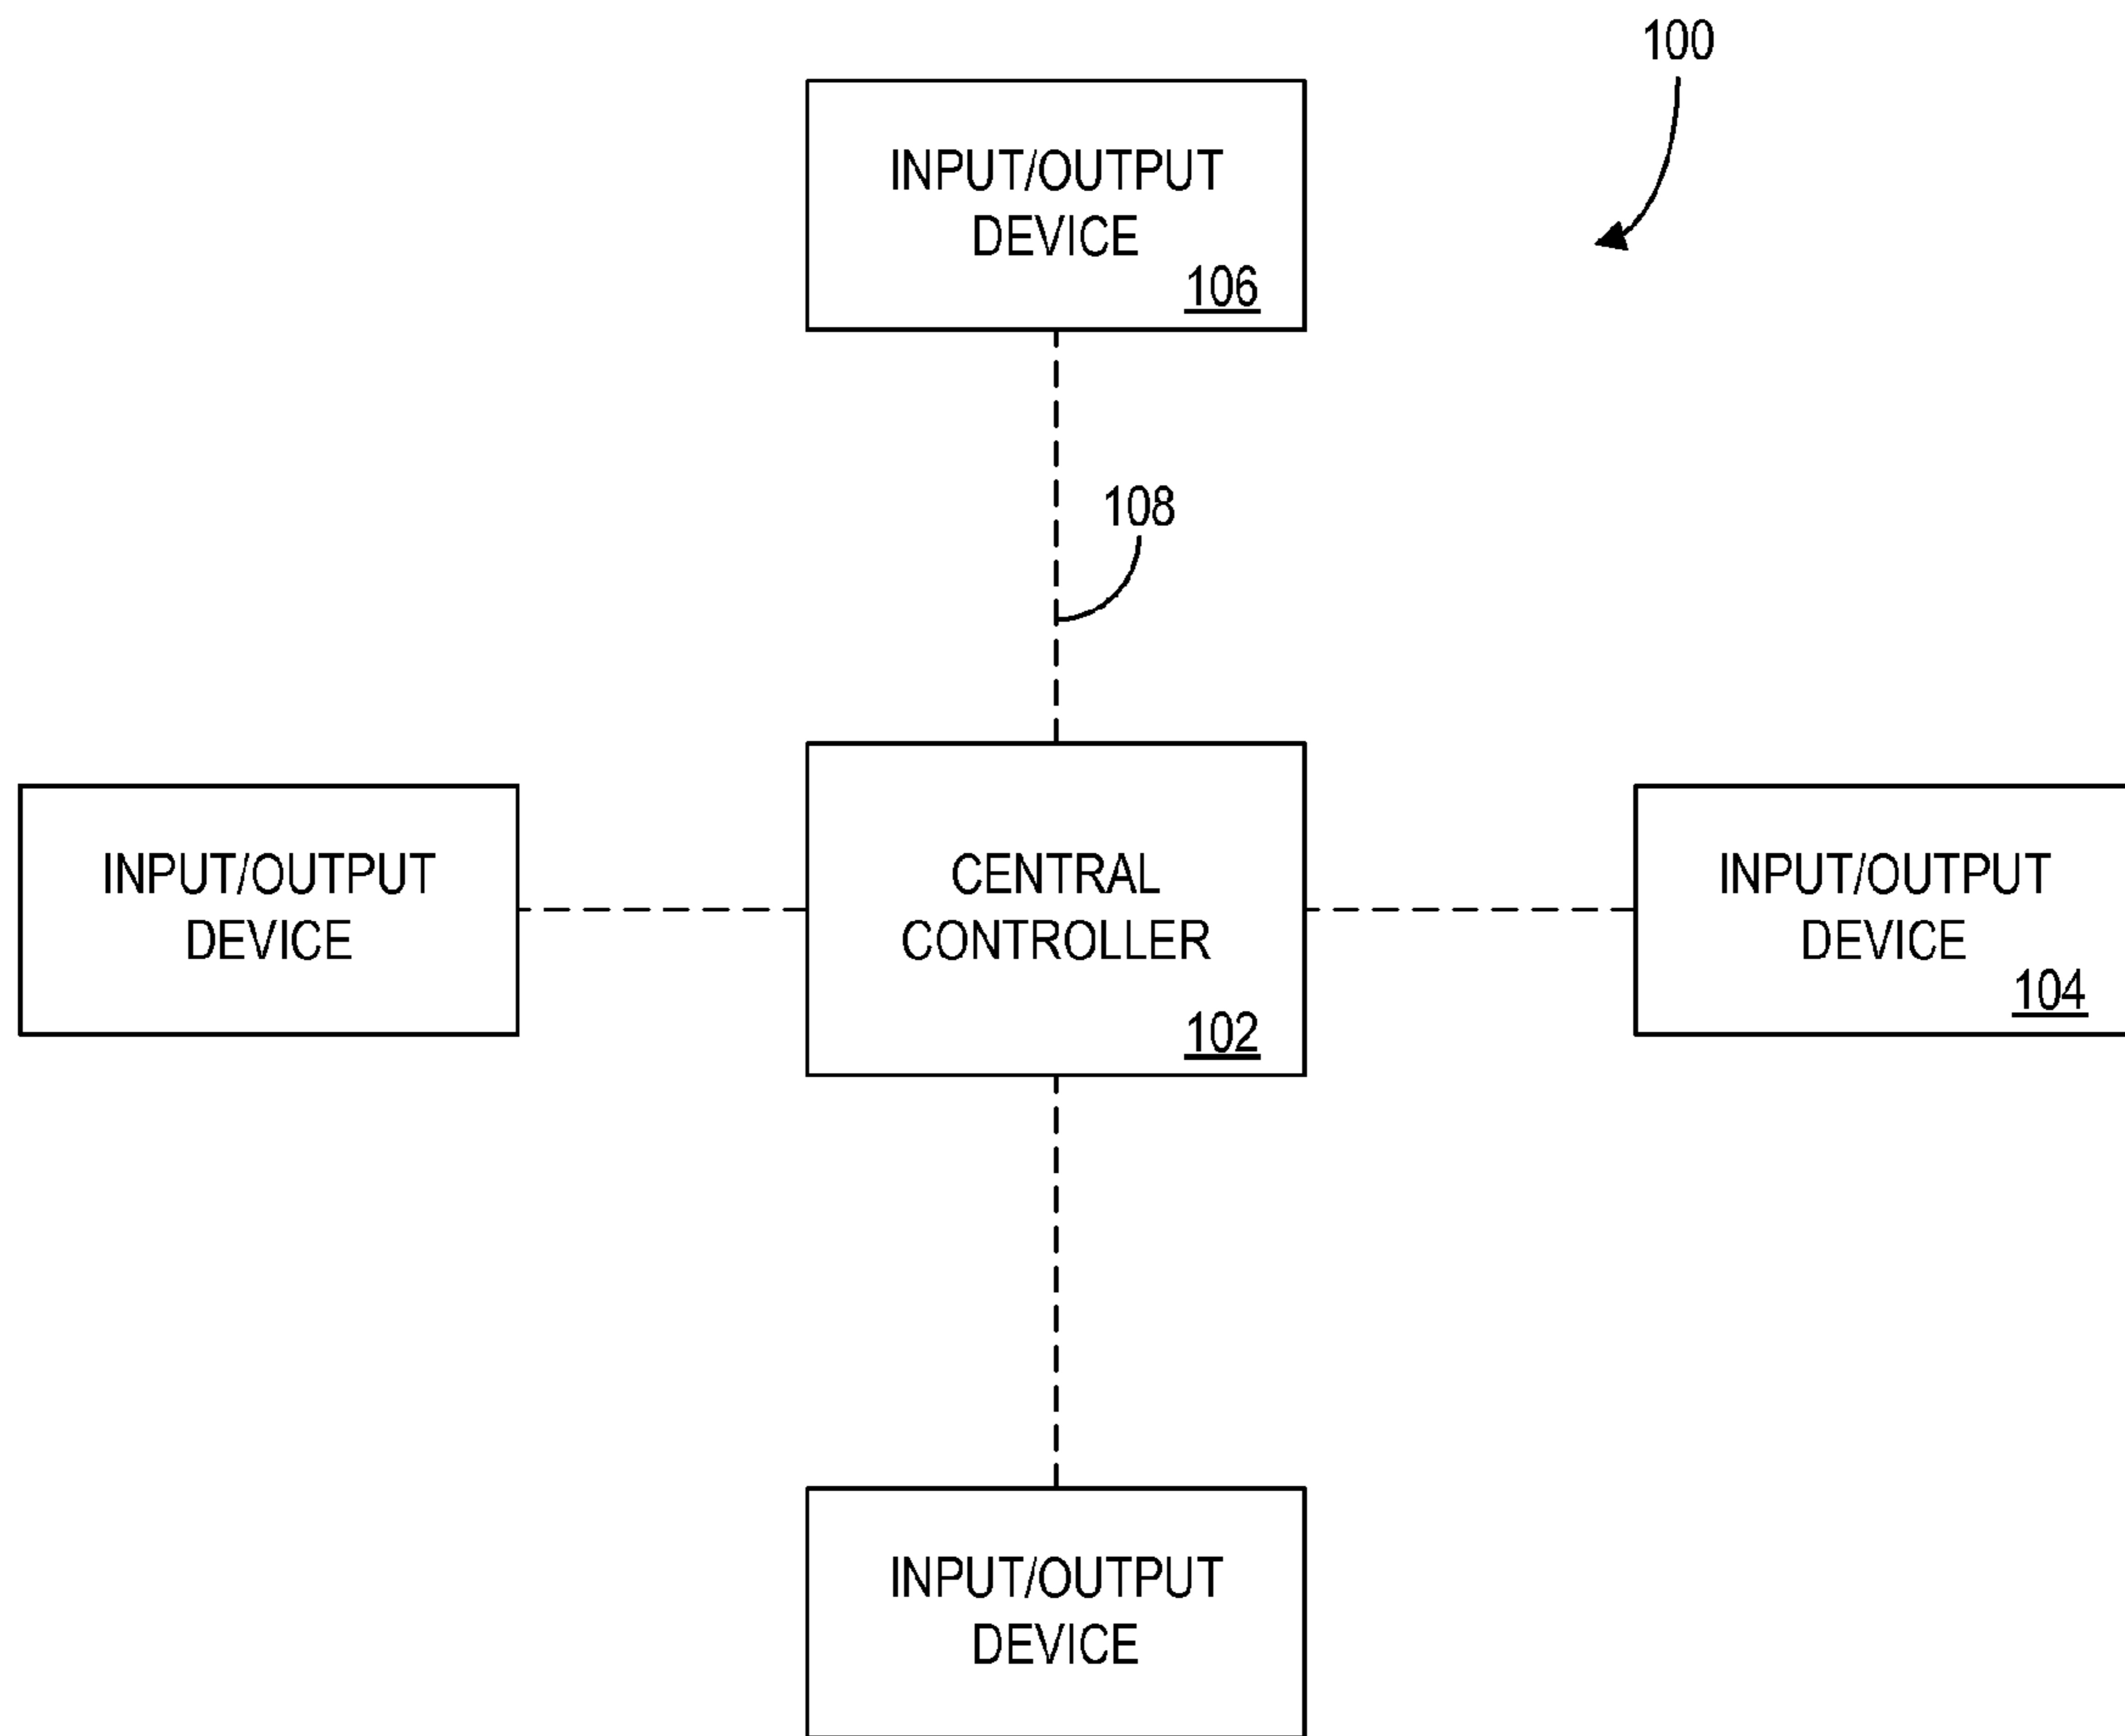 100
INPUT/OUTPUT
DEVICE
106
108
INPUT/OUTPUT
DEVICE
CENTRAL
CONTROLLER
102
INPUT/OUTPUT
DEVICE
104
INPUT/OUTPUT
DEVICE